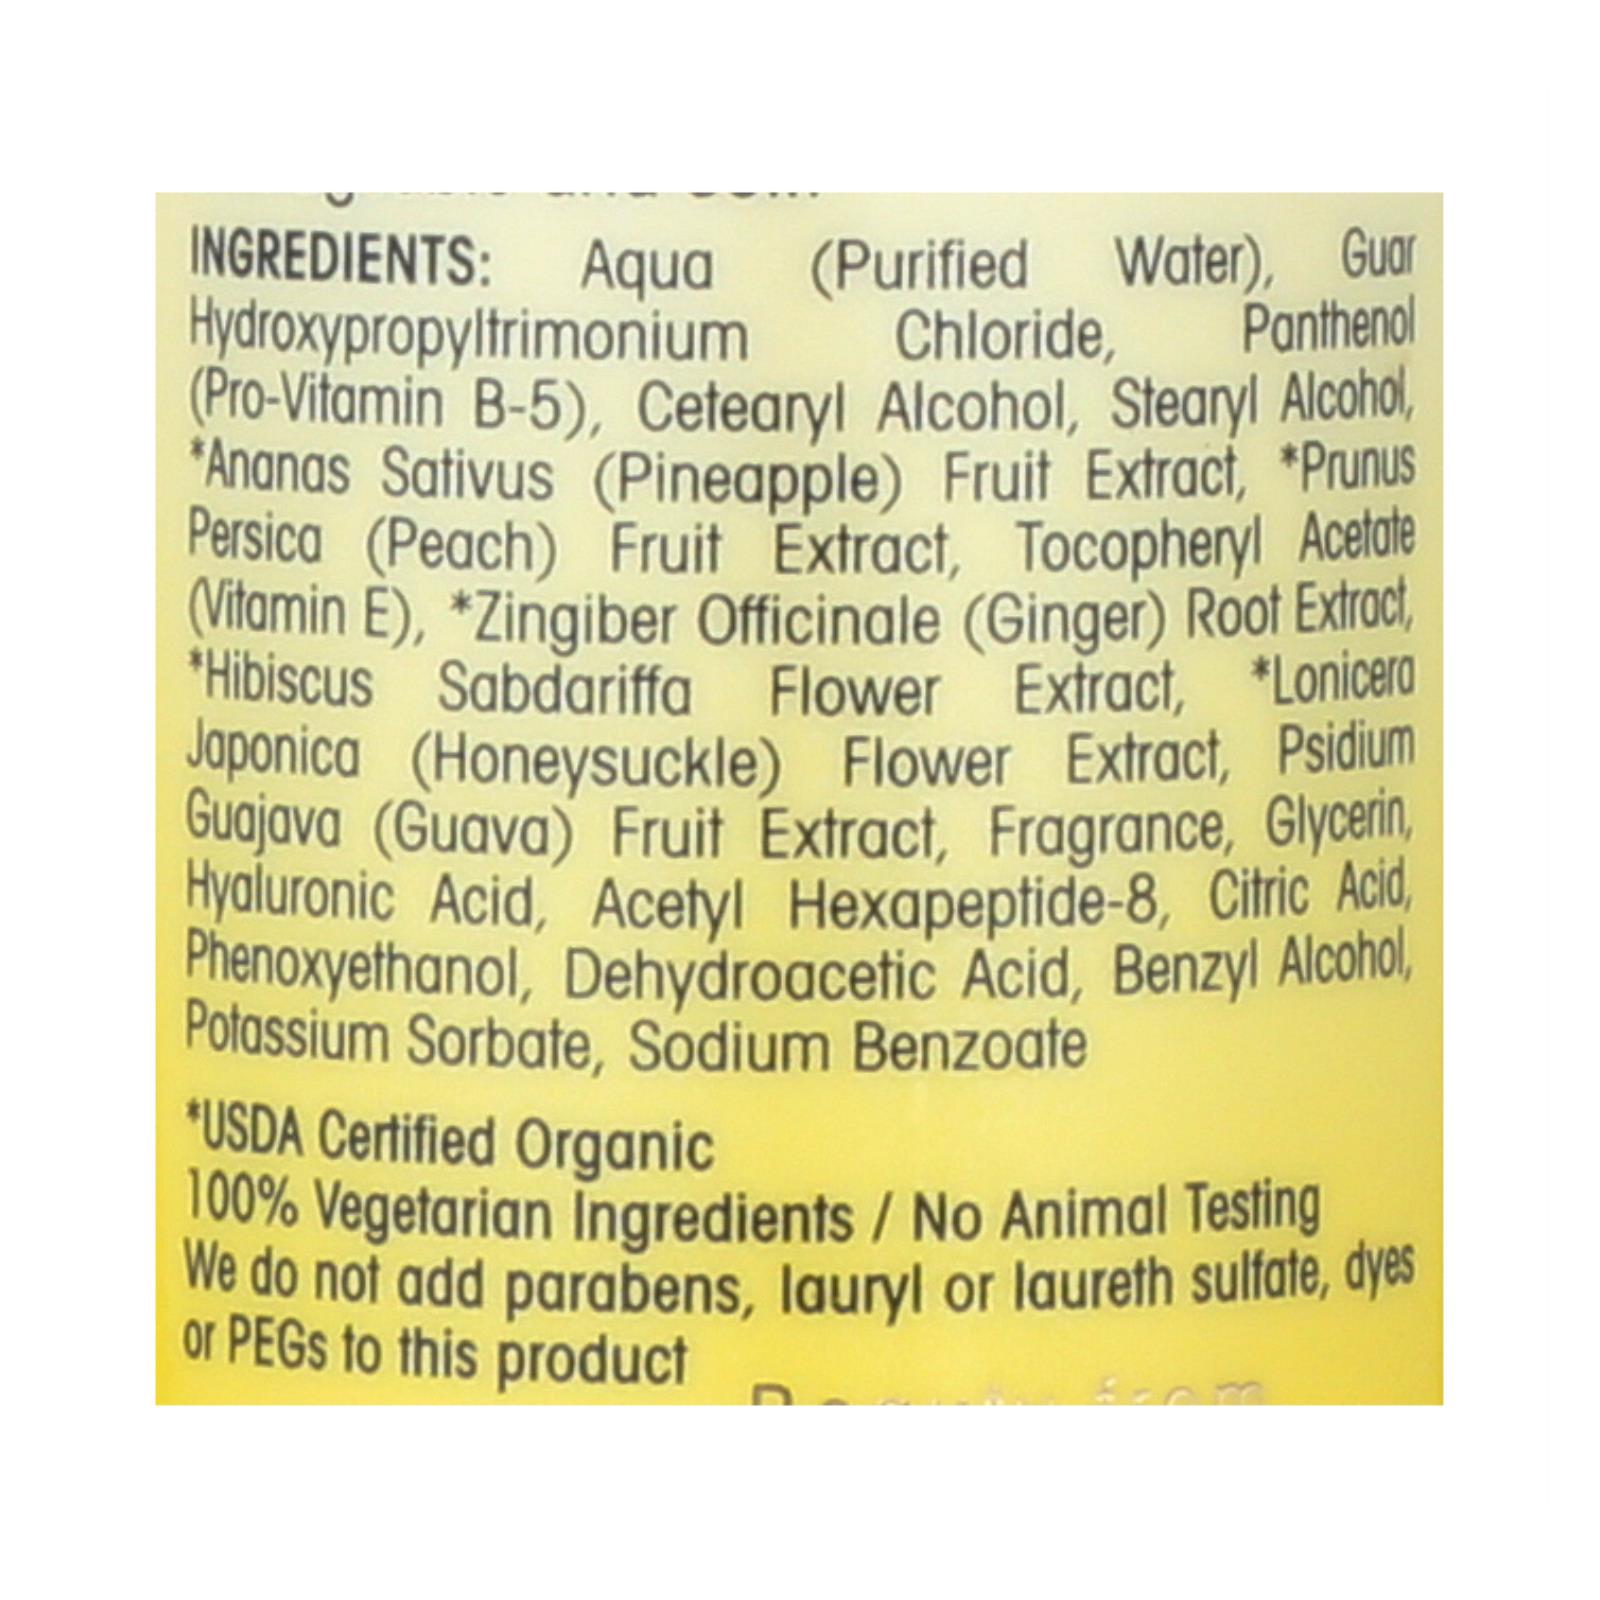 INGREDIENTS: Aqua (Purified Water), Guar
Hydroxypropyltrimonium Chloride, Panthenol
(Pro-Vitamin B-5), Cetearyl Alcohol, Stearyl Alcohol,
*Ananas Sativus (Pineapple) Fruit Extract, *Prunus
Persica (Peach) Fruit Extract, Tocopheryl Acetate
(Vitamin E), *Zingiber Officinale (Ginger) Root Extract,
*Hibiscus Sabdariffa Flower Extract, *Lonicera
Japonica (Honeysuckle) Flower Extract, Psidium
Guajava (Guava) Fruit Extract, Fragrance, Glycerin,
Hyaluronic Acid, Acetyl Hexapeptide-8, Citric Acid,
Phenoxyethanol, Dehydroacetic Acid, Benzyl Alcohol,
Potassium Sorbate, Sodium Benzoate
*USDA Certified Organic
100% Vegetarian Ingredients / No Animal Testing
We do not add parabens, lauryl or laureth sulfate, dyes
or PEGs to this product